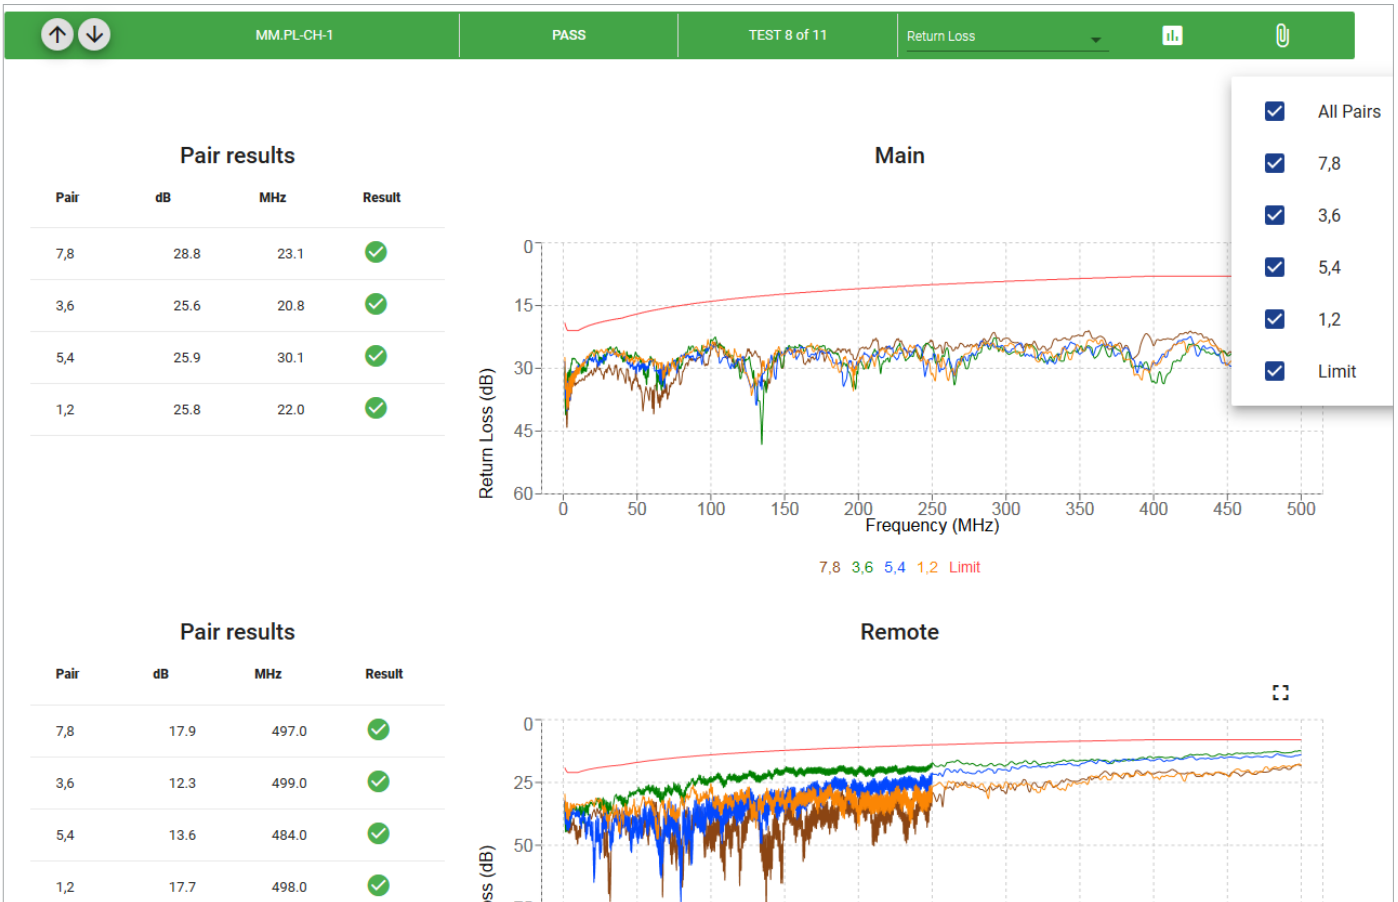 MM.PL-CH-1 PASS TEST 8 of 11 Return Loss
All Pairs
7,8
3,6
5,4
1,2
Limit
Pair results
Pair dB MHz Result
7,8 28.8 23.1
3,6 25.6 20.8
5,4 25.9 30.1
1,2 25.8 22.0
Main
0
15
30
45
60
Return Loss (dB)
0 50 100 150 200 250 300 350 400 450 500
Frequency (MHz)
7,8 3,6 5,4 1,2 Limit
Pair results
Pair dB MHz Result
7,8 17.9 497.0
3,6 12.3 499.0
5,4 13.6 484.0
1,2 17.7 498.0
Remote
0
25
50
(dB)